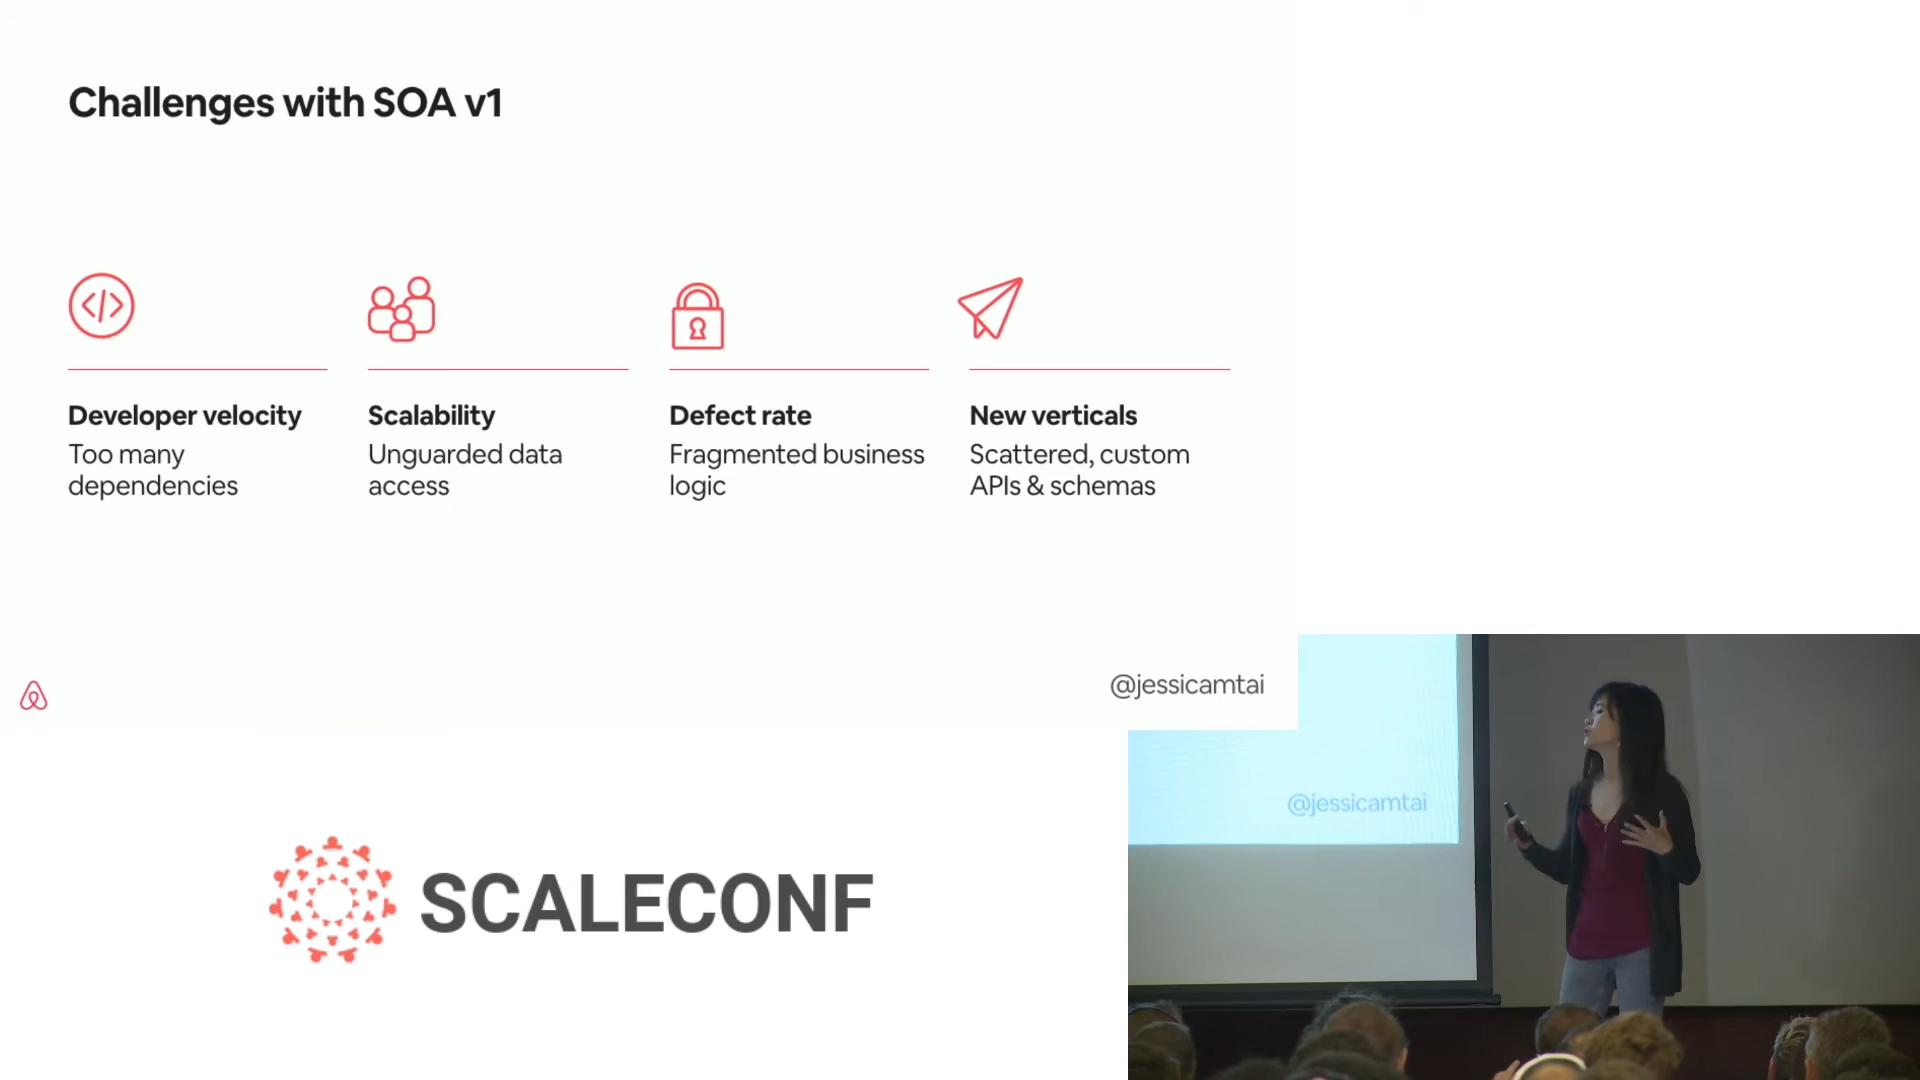 Challenges with SOA v1
Developer velocity
Too many
dependencies
Scalability
Unguarded data
access
Defect rate
Fragmented business
logic
New verticals
Scattered, custom
APIs & schemas
@jessicamtai
@jessicamtai
SCALECONF